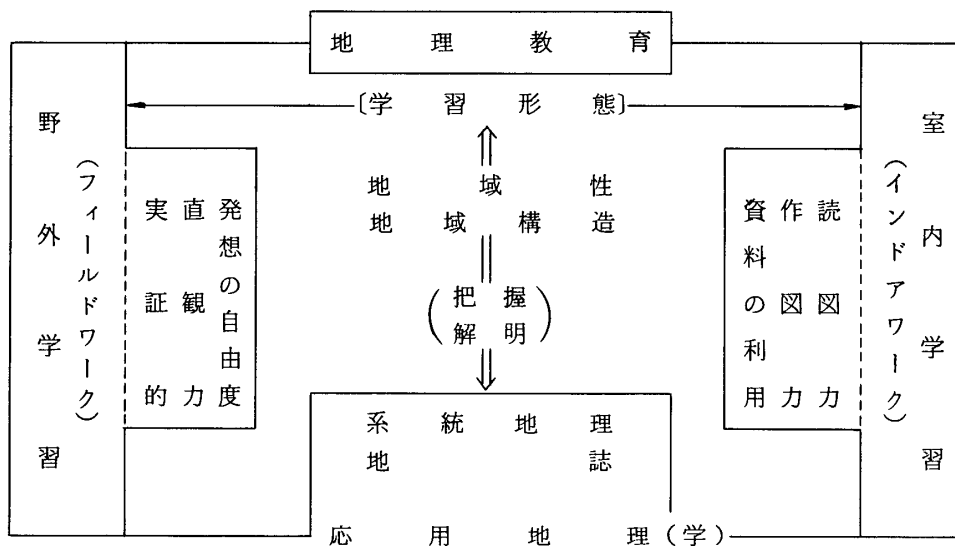 地理教育
〔学習形態〕
野外学習
(フィールドワーク)
実証的
直観力
発想の自由度
地域性
地域構造
(把握
解明)
資料の利用
作図力
読図力
(インドアワーク)
室内学習
系統地理
地誌
応用地理(学)